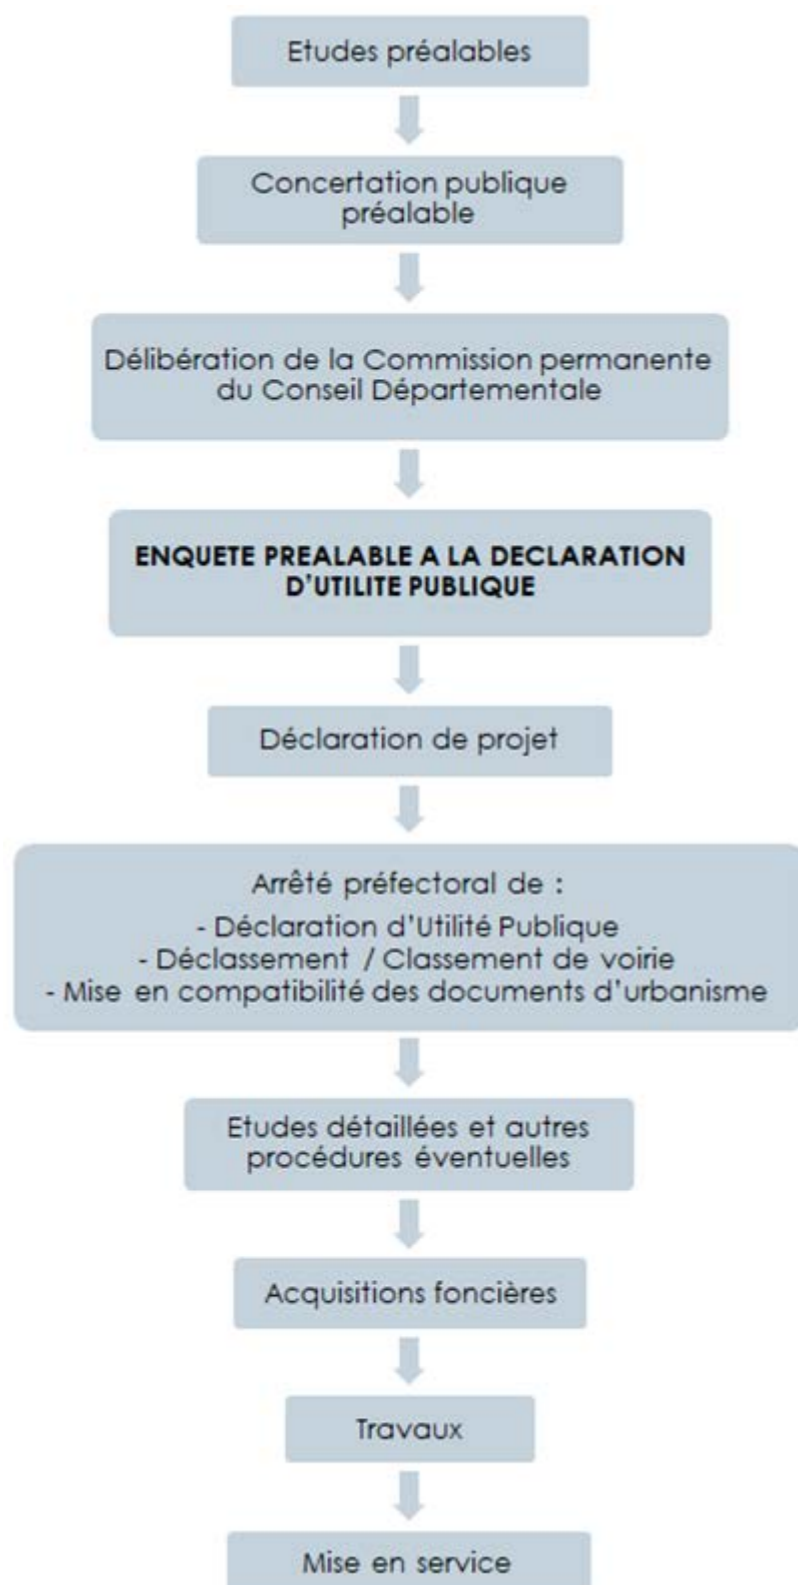 Etudes préalables
Concertation publique
préalable
Délibération de la Commission permanente
du Conseil Départementale
ENQUETE PREALABLE A LA DECLARATION
D'UTILITE PUBLIQUE
Déclaration de projet
Arrêté préfectoral de :
- Déclaration d'Utilité Publique
- Déclassement / Classement de voirie
- Mise en compatibilité des documents d'urbanisme
Etudes détaillées et autres
procédures éventuelles
Acquisitions foncières
Travaux
Mise en service